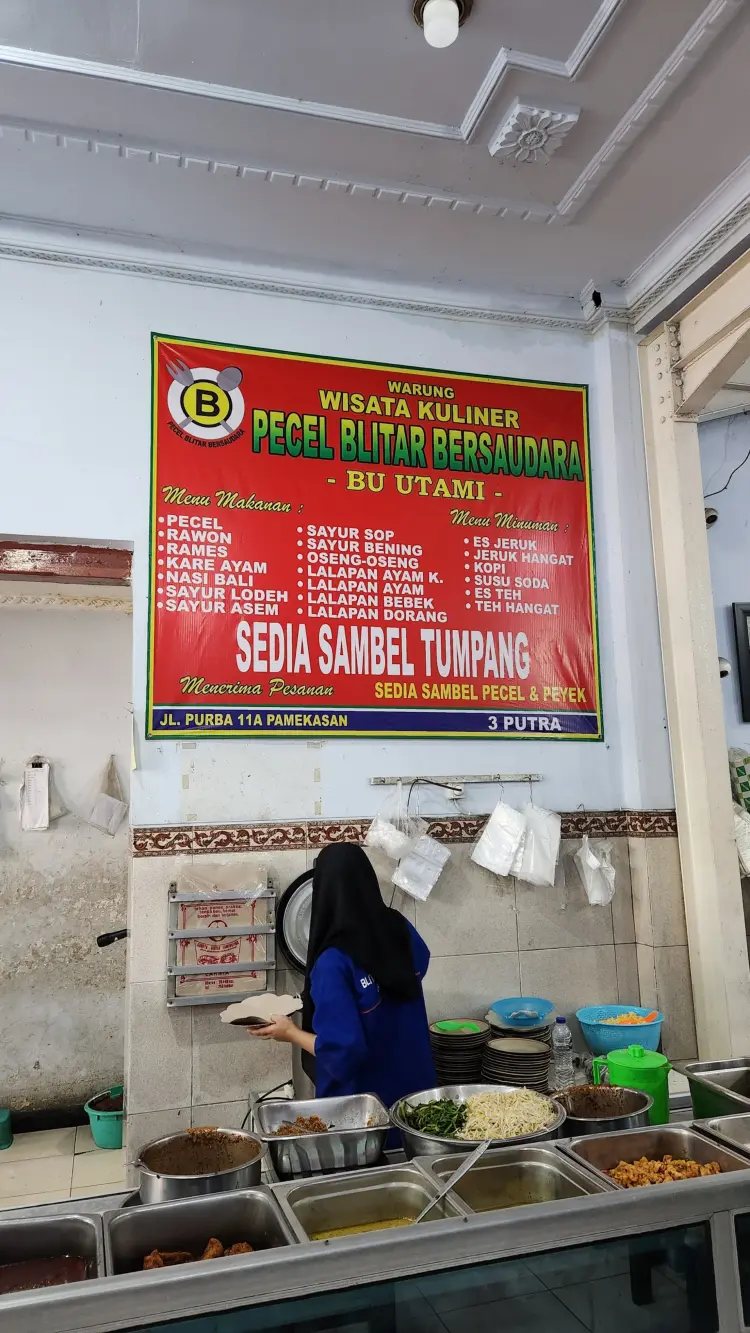 WARUNG
WISATA KULINER
PECEL BLITAR BERSAUDARA
- BU UTAMI -
B
PECEL BLITAR BERSAUDARA
Menu Makanan :
• PECEL
• RAWON
• RAMES
• KARE AYAM
• NASI BALI
• SAYUR LODEH
• SAYUR ASEM
• SAYUR SOP
• SAYUR BENING
• OSENG-OSENG
• LALAPAN AYAM K.
• LALAPAN AYAM
• LALAPAN BEBEK
• LALAPAN DORANG
Menu Minuman :
• ES JERUK
• JERUK HANGAT
• KOPI
• SUSU SODA
• ES TEH
• TEH HANGAT
SEDIA SAMBEL TUMPANG
Menerima Pesanan
SEDIA SAMBEL PECEL & PEYEK
JL. PURBA 11A PAMEKASAN
3 PUTRA